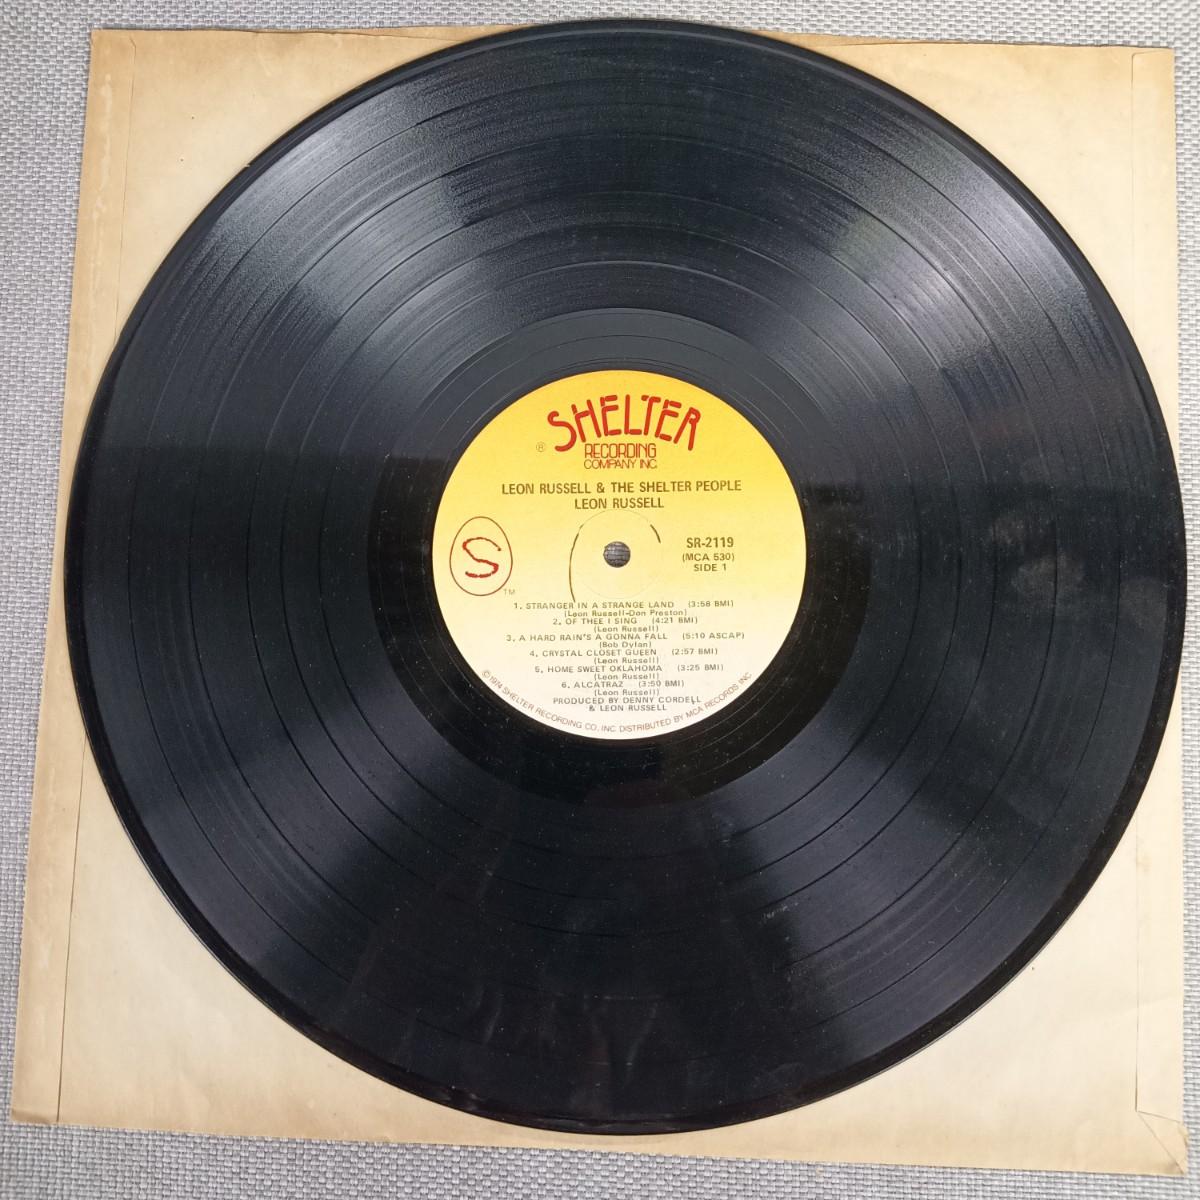 SHELTER
® RECORDING
COMPANY INC
LEON RUSSELL & THE SHELTER PEOPLE
LEON RUSSELL
S TM
SR-2119
(MCA 530)
SIDE 1
1. STRANGER IN A STRANGE LAND (3:58 BMI)
(Leon Russell-Don Preston)
2. OF THEE I SING (4:21 BMI)
(Leon Russell)
3. A HARD RAIN'S A GONNA FALL (5:10 ASCAP)
(Bob Dylan)
4. CRYSTAL CLOSET QUEEN (2:57 BMI)
(Leon Russell)
5. HOME SWEET OKLAHOMA (3:25 BMI)
(Leon Russell)
6. ALCATRAZ (3:50 BMI)
(Leon Russell)
PRODUCED BY DENNY CORDELL
& LEON RUSSELL
©1974 SHELTER RECORDING CO., INC. DISTRIBUTED BY MCA RECORDS INC.